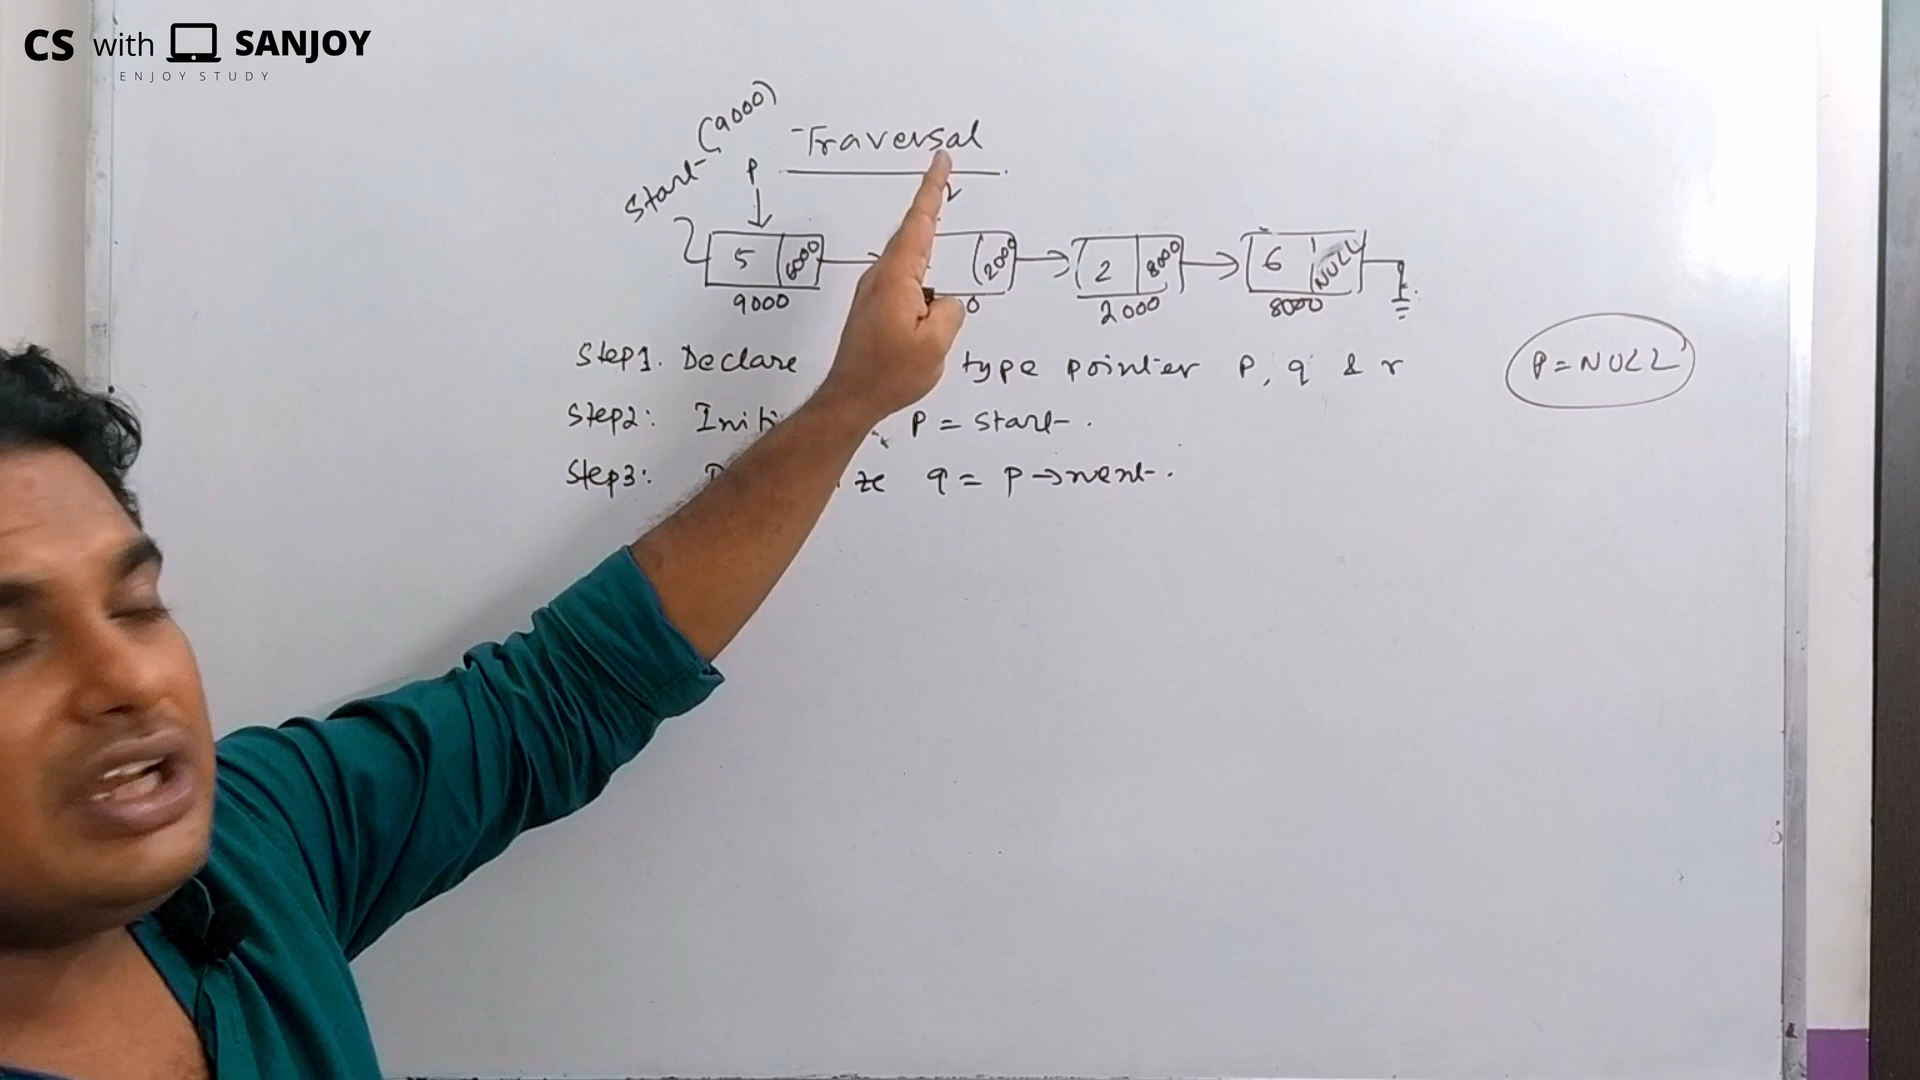 CS with SANJOY
ENJOY STUDY
Start (9000)
Traversal
P
5 6000 2000 2 8000 6 NULL
9000 2000 8000
Step1. Declare type pointer P, q & r
P = NULL
Step2: P = Start.
Step3: q = P→next.